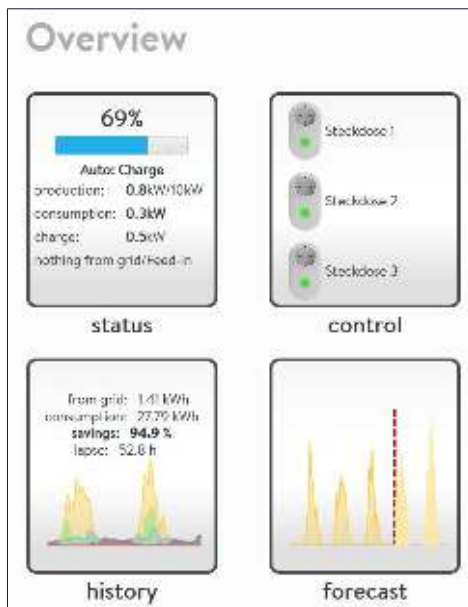 Overview
69%
Auto: Charge
production: 0.8kW/10kW
consumption: 0.3kW
charge: 0.5kW
nothing from grid/Feed-In
status
Steckdose 1
Steckdose 2
Steckdose 3
control
from grid: 1.41 kWh
consumption: 27.79 kWh
savings: 94.9 %
lapse: 52.8 h
history
forecast